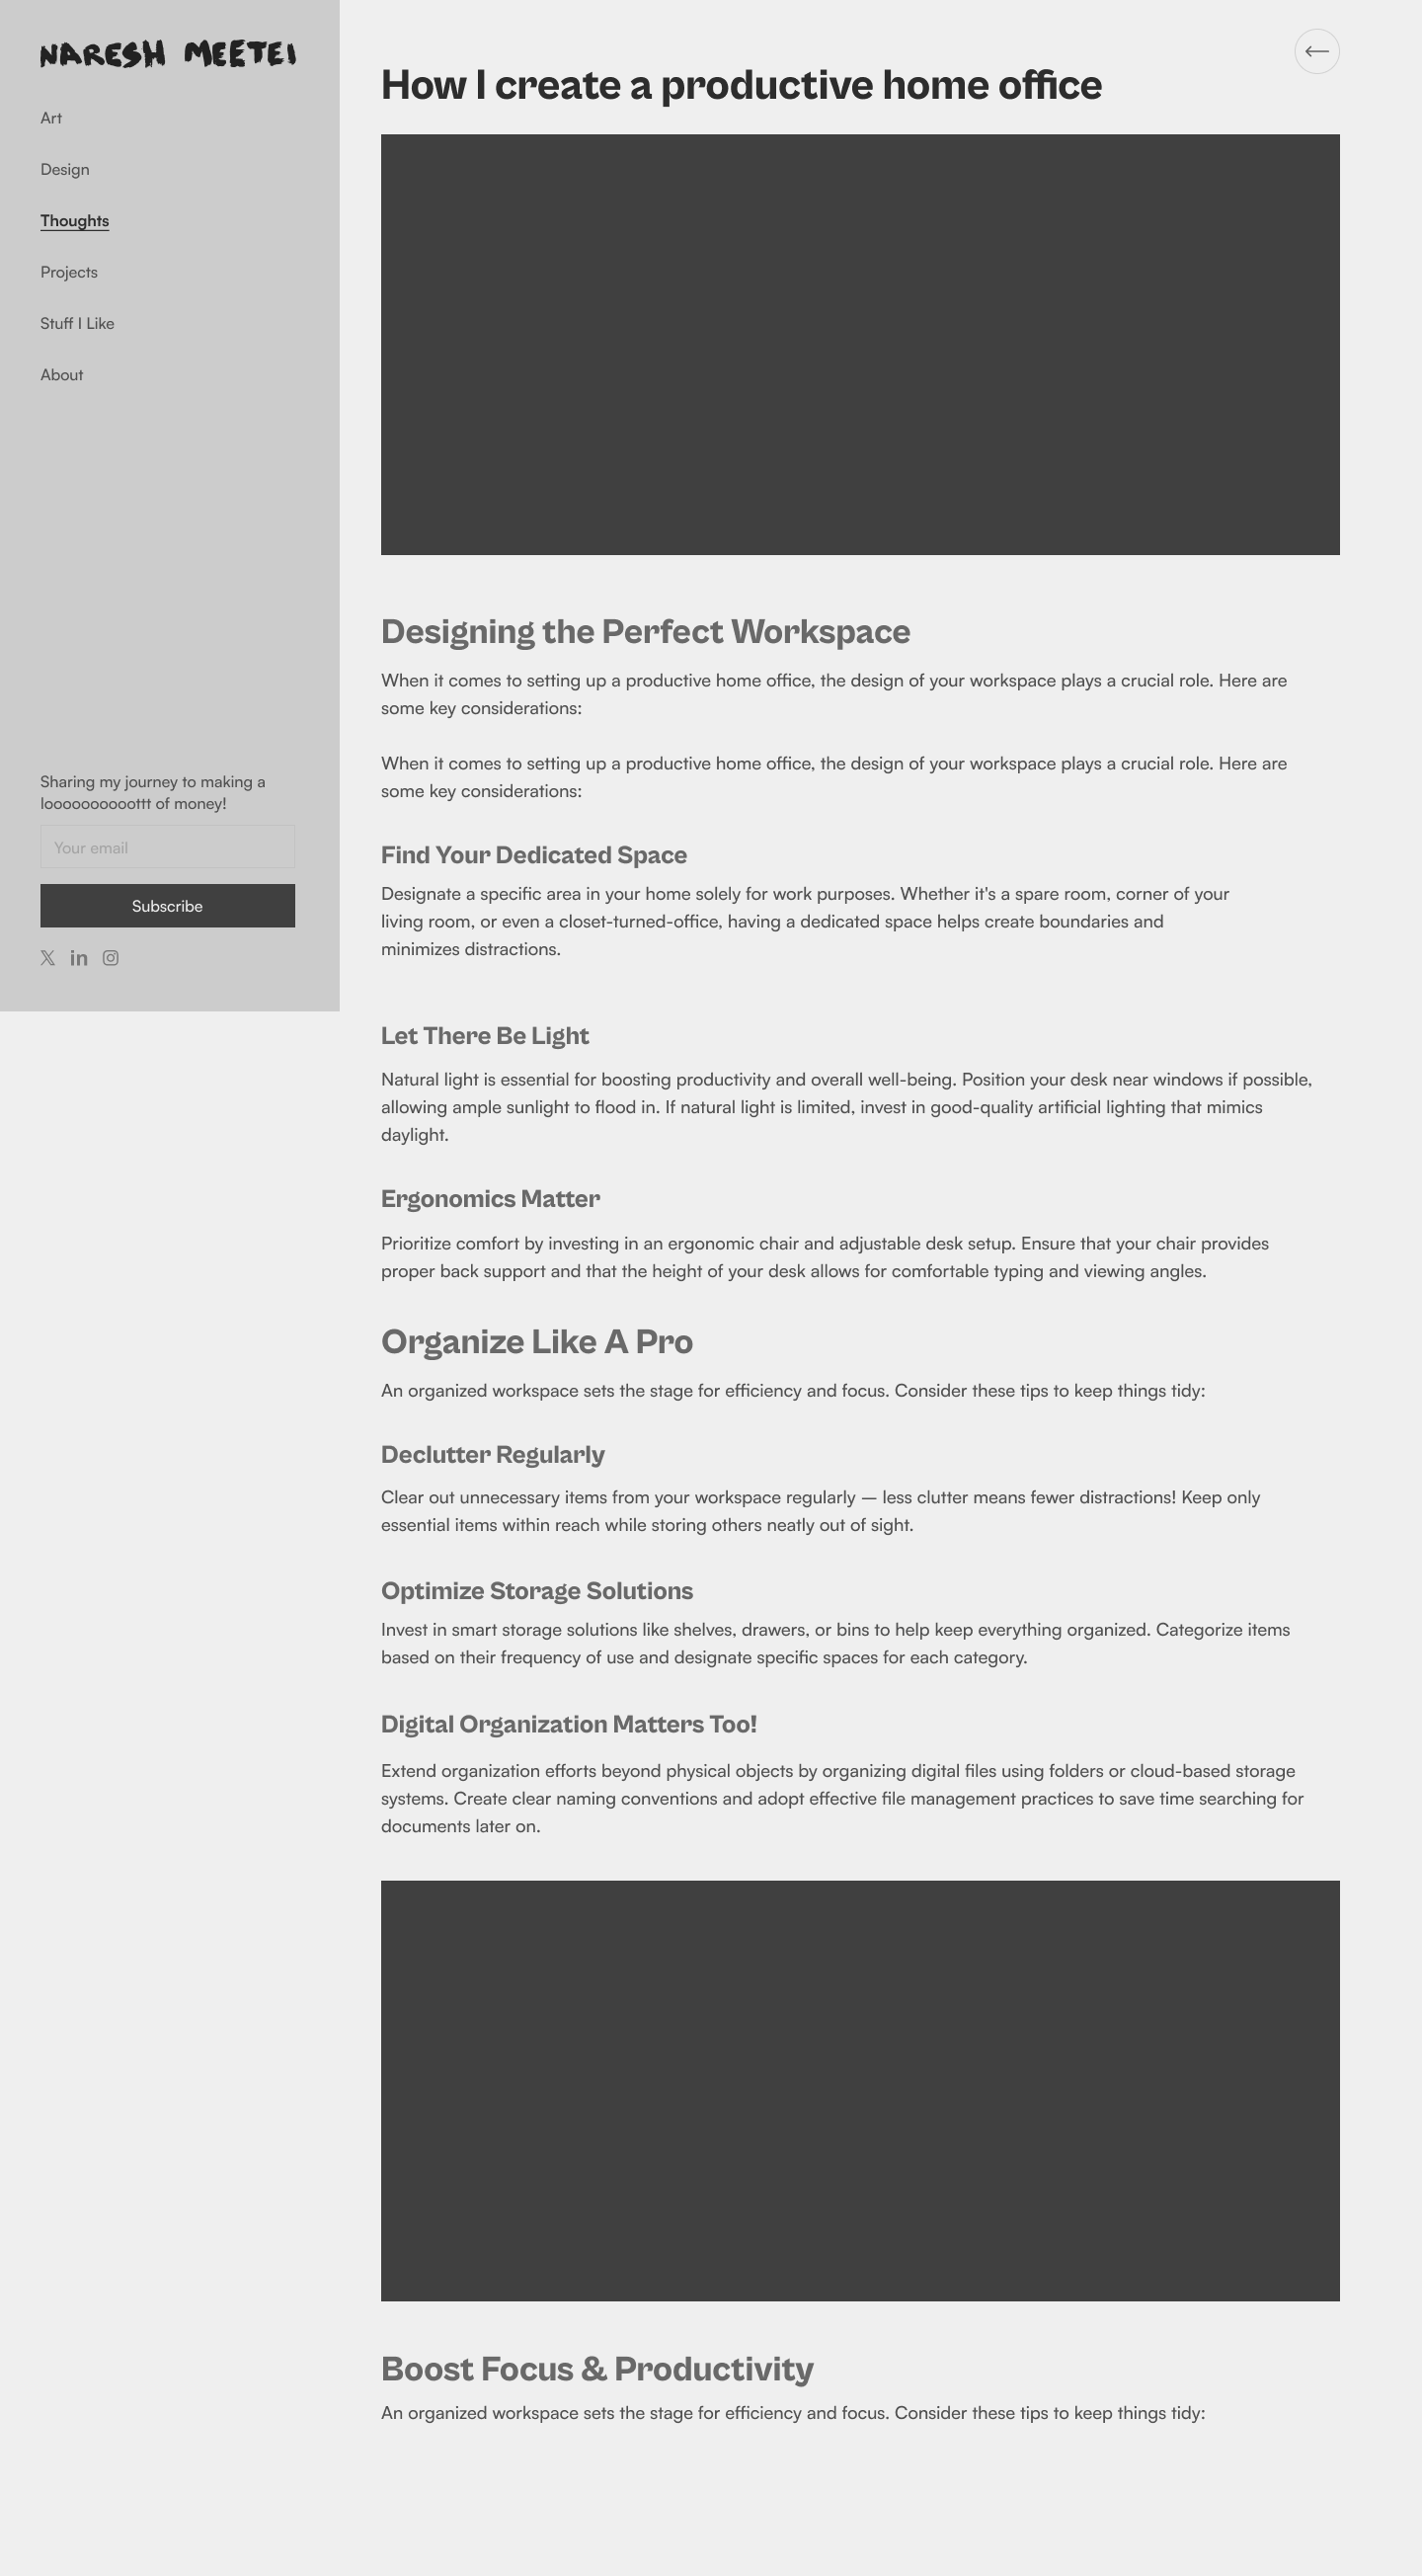 NARESH MEETEI
Art
Design
Thoughts
Projects
Stuff I Like
About
Sharing my journey to making a
loooooooooottt of money!
Your email
Subscribe
How I create a productive home office
Designing the Perfect Workspace
When it comes to setting up a productive home office, the design of your workspace plays a crucial role. Here are
some key considerations:
When it comes to setting up a productive home office, the design of your workspace plays a crucial role. Here are
some key considerations:
Find Your Dedicated Space
Designate a specific area in your home solely for work purposes. Whether it's a spare room, corner of your
living room, or even a closet-turned-office, having a dedicated space helps create boundaries and
minimizes distractions.
Let There Be Light
Natural light is essential for boosting productivity and overall well-being. Position your desk near windows if possible,
allowing ample sunlight to flood in. If natural light is limited, invest in good-quality artificial lighting that mimics
daylight.
Ergonomics Matter
Prioritize comfort by investing in an ergonomic chair and adjustable desk setup. Ensure that your chair provides
proper back support and that the height of your desk allows for comfortable typing and viewing angles.
Organize Like A Pro
An organized workspace sets the stage for efficiency and focus. Consider these tips to keep things tidy:
Declutter Regularly
Clear out unnecessary items from your workspace regularly — less clutter means fewer distractions! Keep only
essential items within reach while storing others neatly out of sight.
Optimize Storage Solutions
Invest in smart storage solutions like shelves, drawers, or bins to help keep everything organized. Categorize items
based on their frequency of use and designate specific spaces for each category.
Digital Organization Matters Too!
Extend organization efforts beyond physical objects by organizing digital files using folders or cloud-based storage
systems. Create clear naming conventions and adopt effective file management practices to save time searching for
documents later on.
Boost Focus & Productivity
An organized workspace sets the stage for efficiency and focus. Consider these tips to keep things tidy: